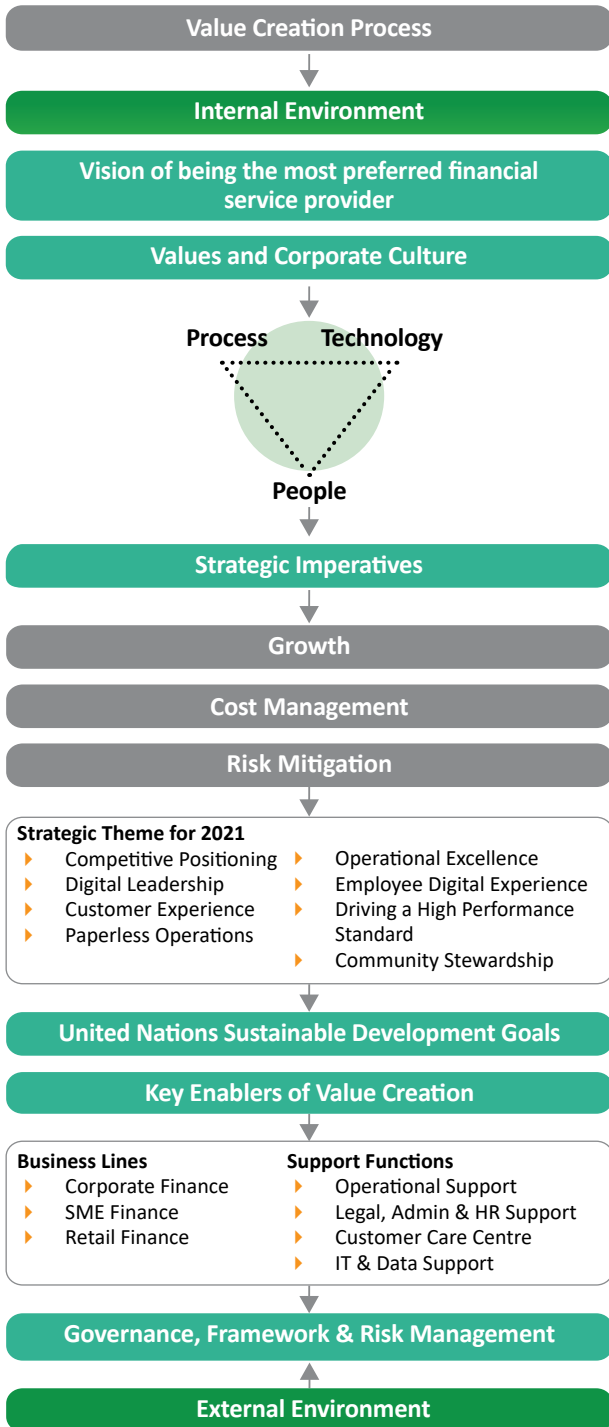 Value Creation Process
Internal Environment
Vision of being the most preferred financial
service provider
Values and Corporate Culture
Process
Technology
People
Strategic Imperatives
Growth
Cost Management
Risk Mitigation
Strategic Theme for 2021
Competitive Positioning
Digital Leadership
Customer Experience
Paperless Operations
Operational Excellence
Employee Digital Experience
Driving a High Performance
Standard
Community Stewardship
United Nations Sustainable Development Goals
Key Enablers of Value Creation
Business Lines
Corporate Finance
SME Finance
Retail Finance
Support Functions
Operational Support
Legal, Admin & HR Support
Customer Care Centre
IT & Data Support
Governance, Framework & Risk Management
External Environment